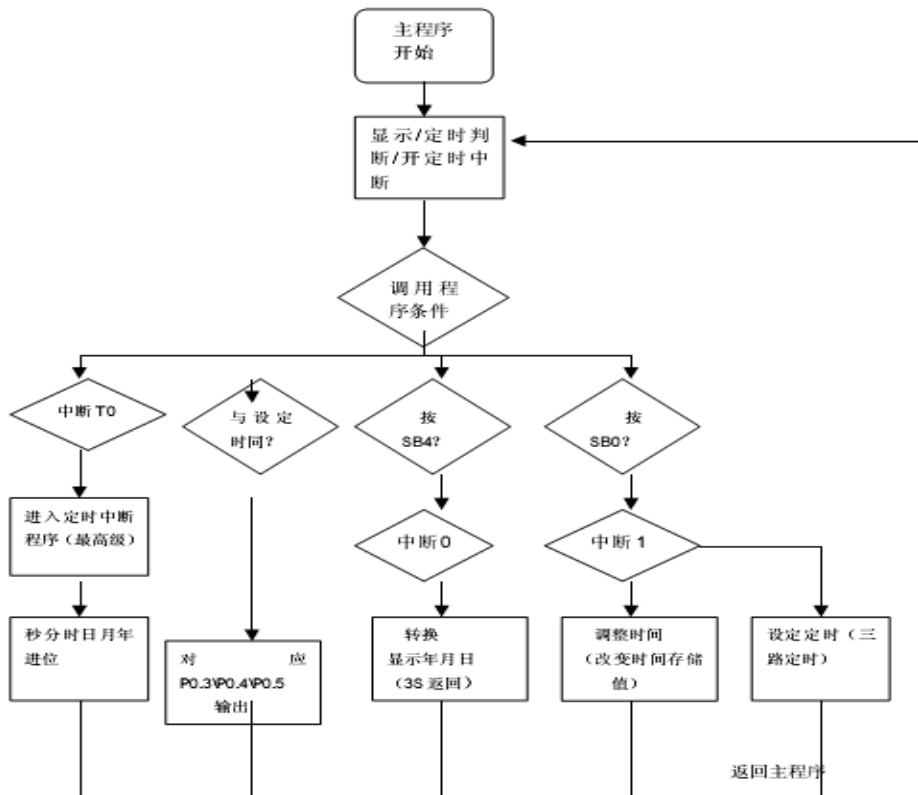 主程序
开始
显示/定时判
断/开定时中
断
调用程
序条件
中断T0
与设定
时同?
按
SB4?
按
SB0?
进入定时中断
程序(最高级)
中断0
中断1
秒分时日月年
进位
对 应
P0.3\P0.4\P0.5
输出
转换
显示年月日
(3S返回)
调整时间
(改变时间存储
值)
设定定时(三
路定时)
返回主程序